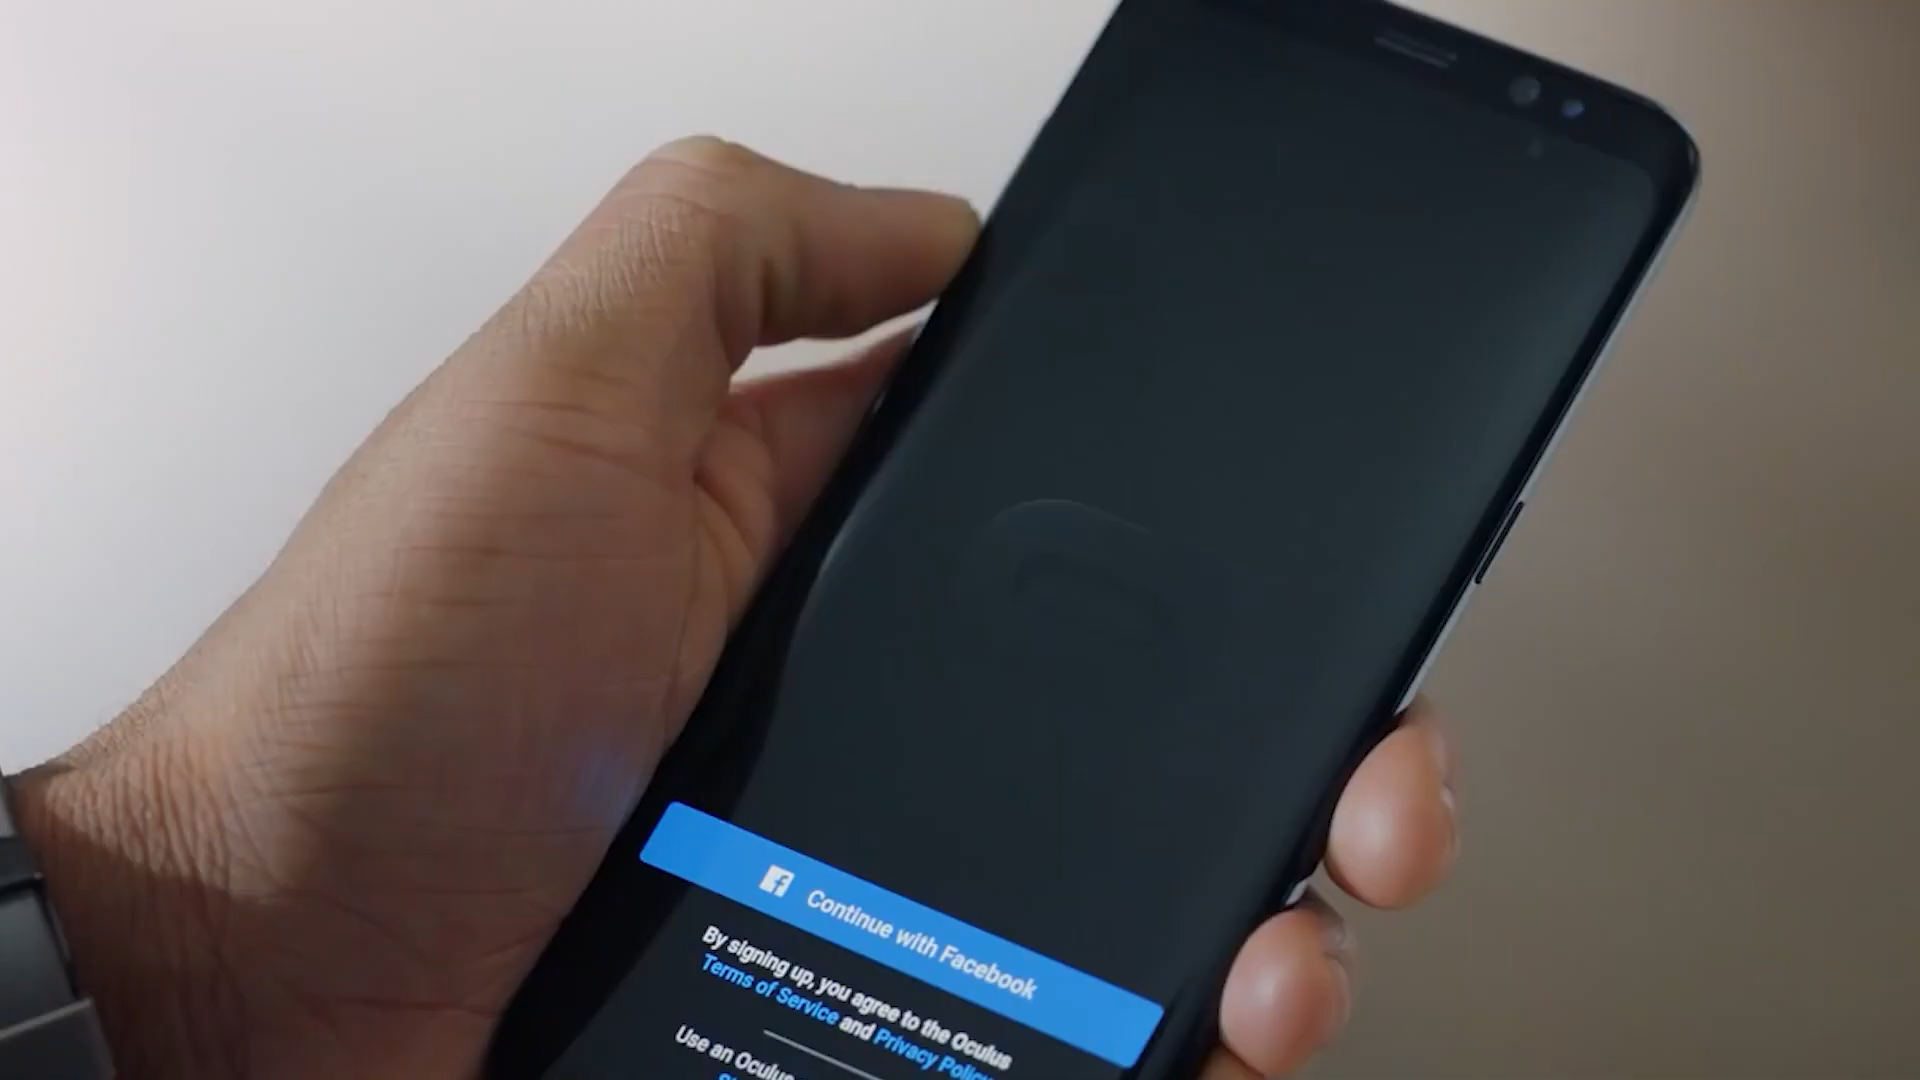 Continue with Facebook
By signing up, you agree to the Oculus
Terms of Service and Privacy Policy
Use an Oculus